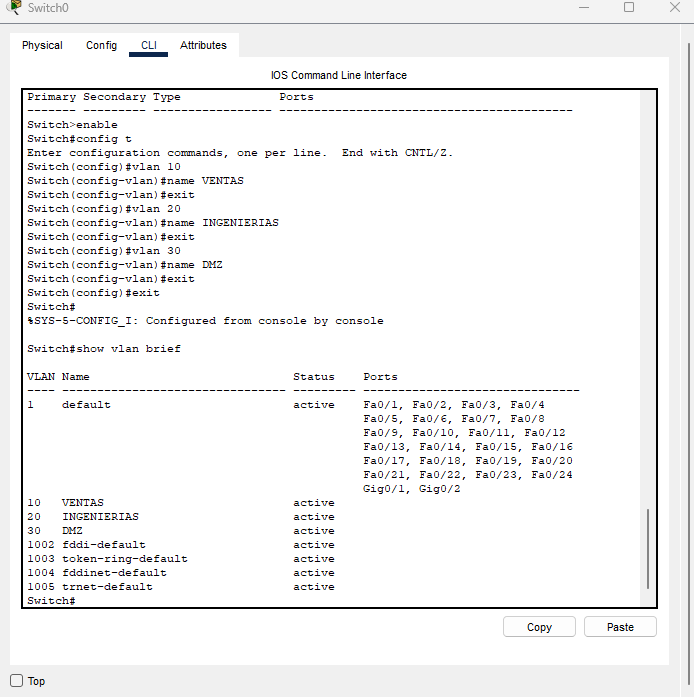 Switch0
Physical Config CLI Attributes
IOS Command Line Interface
Primary Secondary Type Ports
------- --------- ----------------- ------------------------------------------
Switch>enable
Switch#config t
Enter configuration commands, one per line. End with CNTL/Z.
Switch(config)#vlan 10
Switch(config-vlan)#name VENTAS
Switch(config-vlan)#exit
Switch(config)#vlan 20
Switch(config-vlan)#name INGENIERIAS
Switch(config-vlan)#exit
Switch(config)#vlan 30
Switch(config-vlan)#name DMZ
Switch(config-vlan)#exit
Switch(config)#exit
Switch#
%SYS-5-CONFIG_I: Configured from console by console
Switch#show vlan brief
VLAN Name Status Ports
---- -------------------------------- --------- -------------------------------
1 default active Fa0/1, Fa0/2, Fa0/3, Fa0/4
Fa0/5, Fa0/6, Fa0/7, Fa0/8
Fa0/9, Fa0/10, Fa0/11, Fa0/12
Fa0/13, Fa0/14, Fa0/15, Fa0/16
Fa0/17, Fa0/18, Fa0/19, Fa0/20
Fa0/21, Fa0/22, Fa0/23, Fa0/24
Gig0/1, Gig0/2
10 VENTAS active
20 INGENIERIAS active
30 DMZ active
1002 fddi-default active
1003 token-ring-default active
1004 fddinet-default active
1005 trnet-default active
Switch#
Copy Paste
Top